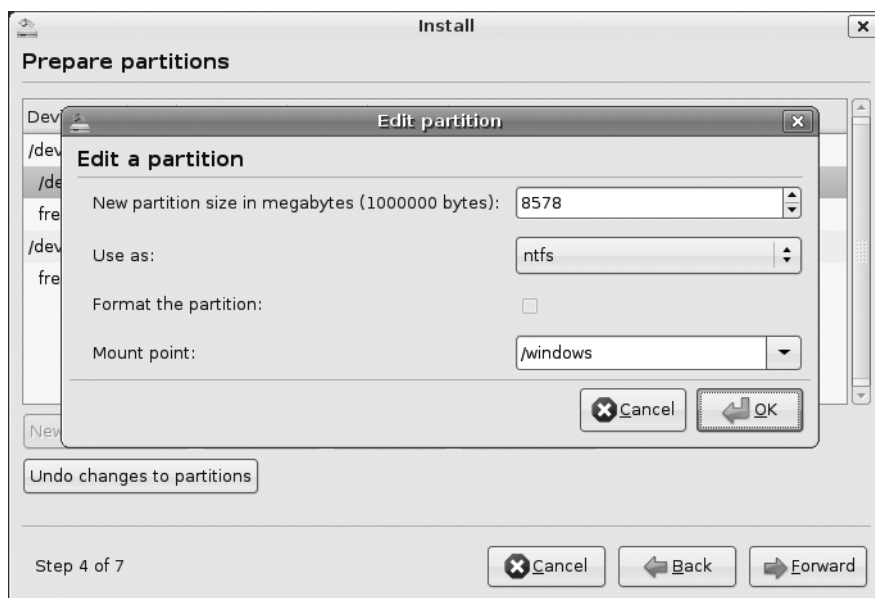 Install
Prepare partitions
Edit partition
Edit a partition
New partition size in megabytes (1000000 bytes): 8578
Use as: ntfs
Format the partition:
Mount point: /windows
Cancel OK
New
Undo changes to partitions
Step 4 of 7 Cancel Back Forward